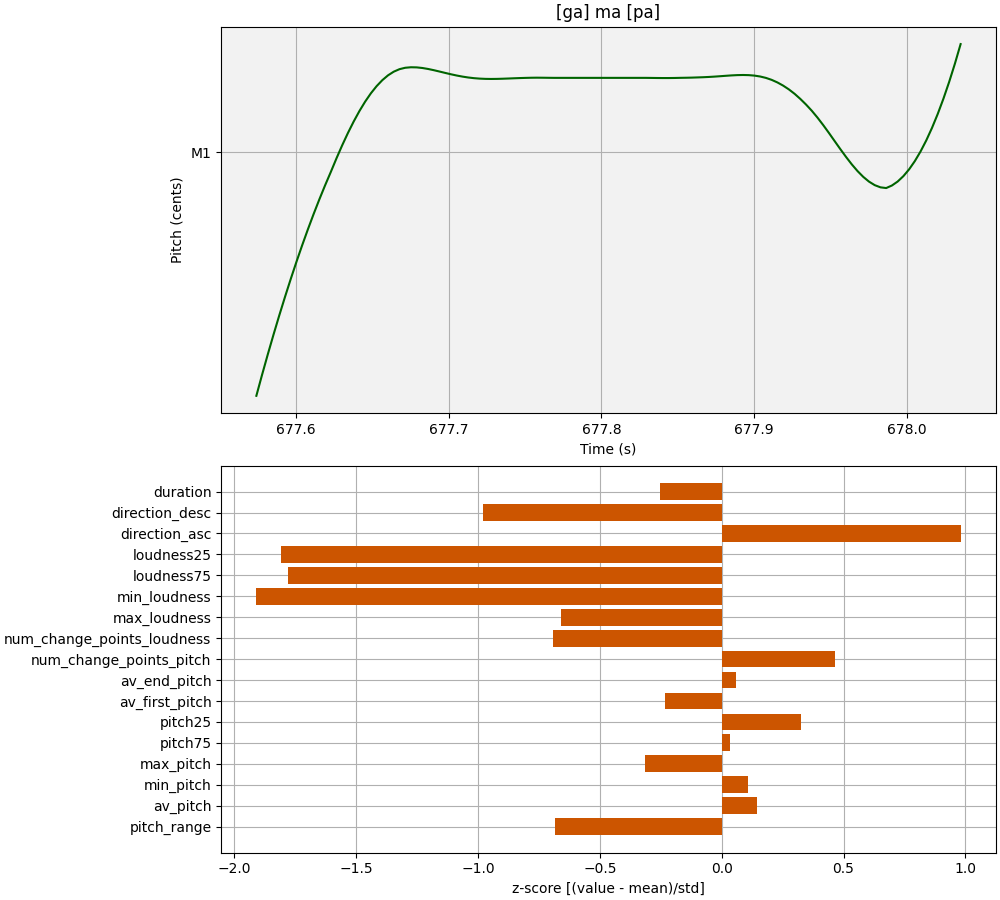 [ga] ma [pa]
M1
Pitch (cents)
677.6 677.7 677.8 677.9 678.0
Time (s)
duration
direction_desc
direction_asc
loudness25
loudness75
min_loudness
max_loudness
num_change_points_loudness
num_change_points_pitch
av_end_pitch
av_first_pitch
pitch25
pitch75
max_pitch
min_pitch
av_pitch
pitch_range
−2.0 −1.5 −1.0 −0.5 0.0 0.5 1.0
z-score [(value - mean)/std]